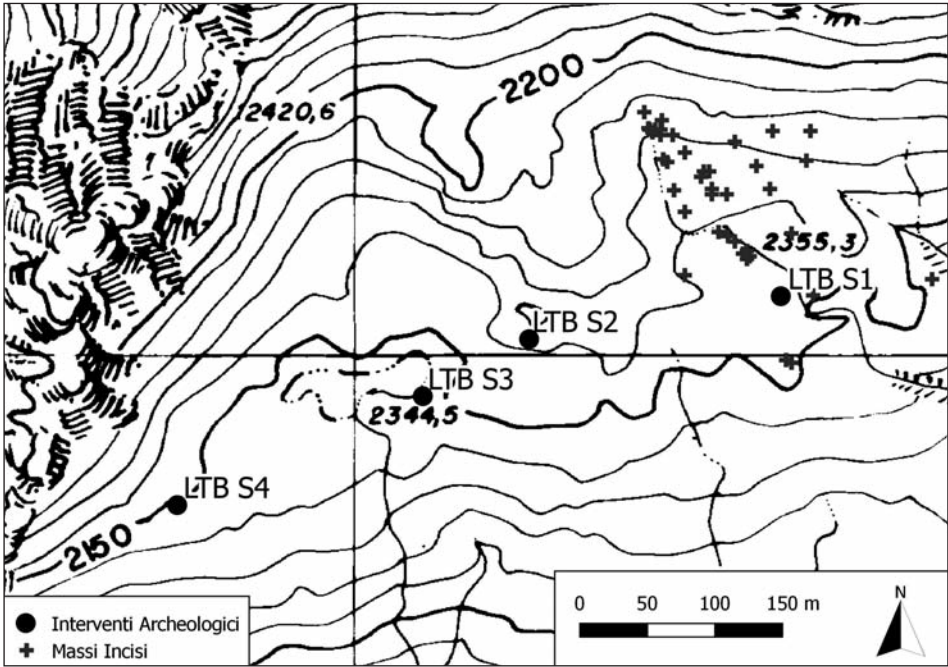 2200
2420,6
2355,3
LTB S1
LTB S2
LTB S3
2344,5
LTB S4
2150
Interventi Archeologici
Massi Incisi
0 50 100 150 m
N